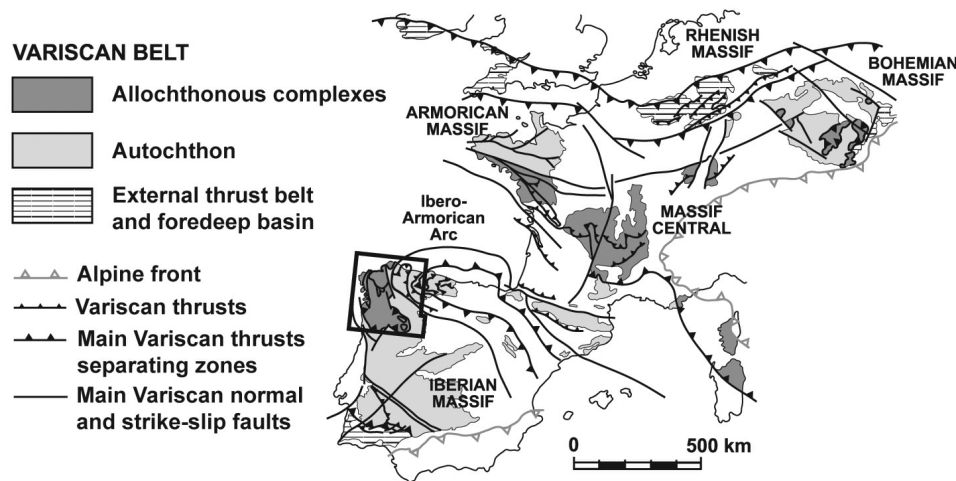 VARISCAN BELT
Allochthonous complexes
Autochthon
External thrust belt
and foredeep basin
Alpine front
Variscan thrusts
Main Variscan thrusts
separating zones
Main Variscan normal
and strike-slip faults
RHENISH
MASSIF
BOHEMIAN
MASSIF
ARMORICAN
MASSIF
Ibero-
Armorican
Arc
MASSIF
CENTRAL
IBERIAN
MASSIF
0
500 km